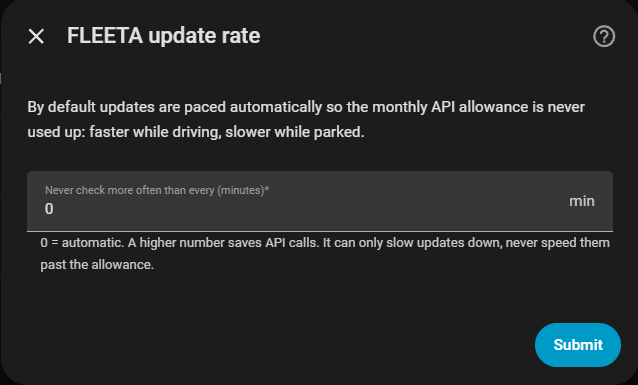 FLEETA update rate
By default updates are paced automatically so the monthly API allowance is never
used up: faster while driving, slower while parked.
Never check more often than every (minutes)*
0
min
0 = automatic. A higher number saves API calls. It can only slow updates down, never speed them
past the allowance.
Submit